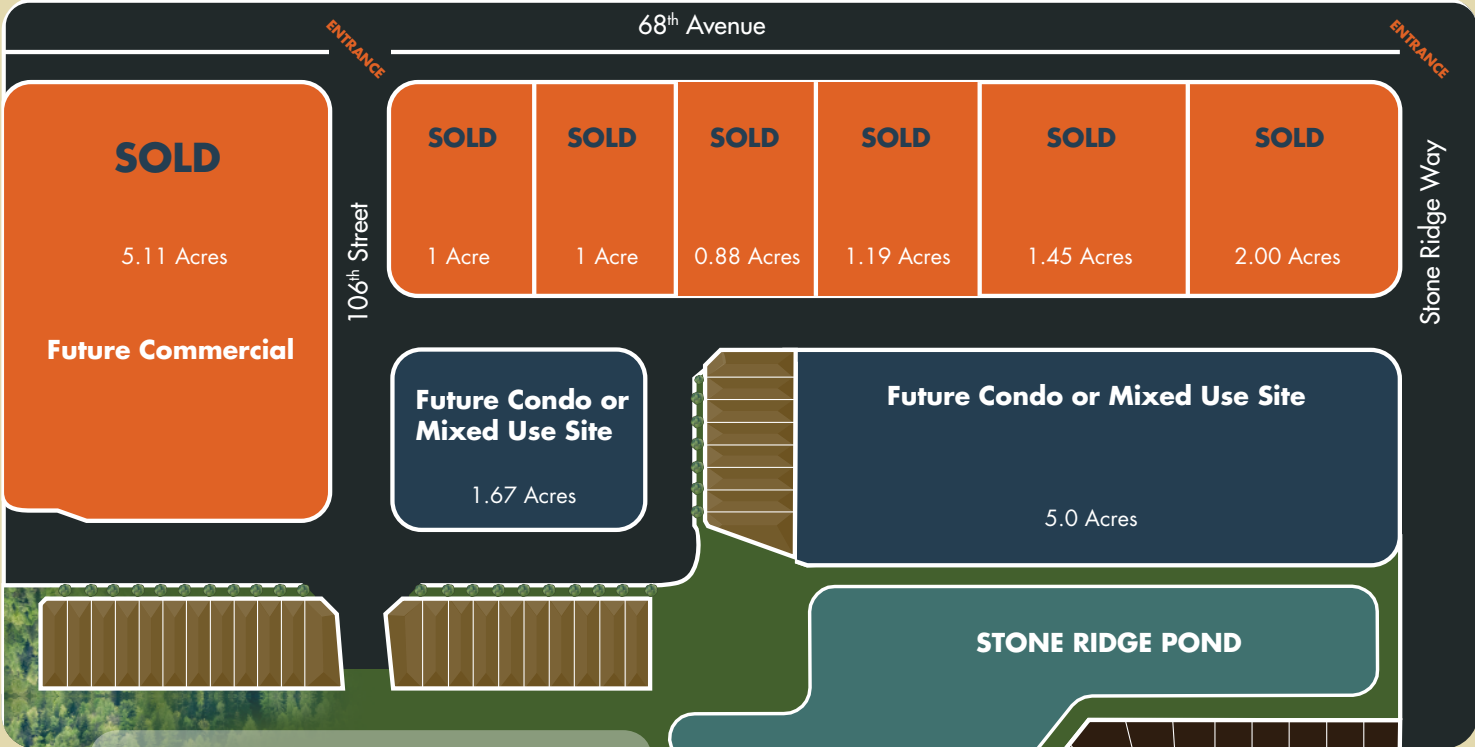 68th Avenue
ENTRANCE
ENTRANCE
SOLD
5.11 Acres
Future Commercial
106th Street
SOLD
1 Acre
SOLD
1 Acre
SOLD
0.88 Acres
SOLD
1.19 Acres
SOLD
1.45 Acres
SOLD
2.00 Acres
Stone Ridge Way
Future Condo or
Mixed Use Site
1.67 Acres
Future Condo or Mixed Use Site
5.0 Acres
STONE RIDGE POND